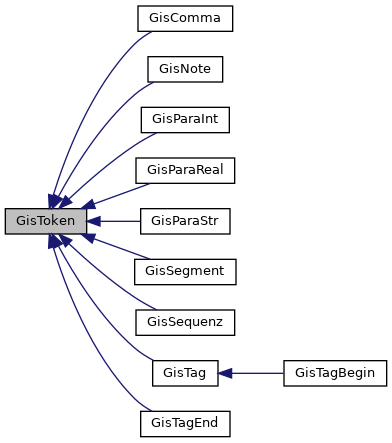 GisComma
GisNote
GisParaInt
GisParaReal
GisToken
GisParaStr
GisSegment
GisSequenz
GisTag
GisTagBegin
GisTagEnd